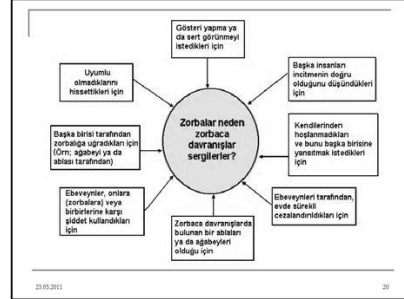 Gösteri yapma ya
da sert görünmeyi
istedikleri için
Uyumlu
olmadıklarını
hissettikleri için
Başka insanları
incitmenin doğru
olduğunu düşündükleri
için
Zorbalar neden
zorbaca
davranışlar
sergilerler?
Başka birisi tarafından
zorbalığa uğradıkları için
(Örn; ağabeyi ya da
ablası tarafından)
Kendilerinden
hoşlanmadıkları
ve bunu başka birisine
yansıtmak istedikleri
için
Ebeveynler, onlara
(zorbalara) veya
birbirlerine karşı
şiddet kullandıkları
için
Zorbaca davranışlarda
bulunan bir ablaları
ya da ağabeyleri
olduğu için
Ebeveynleri tarafından,
evde sürekli
cezalandırıldıkları için
23.05.2011
20